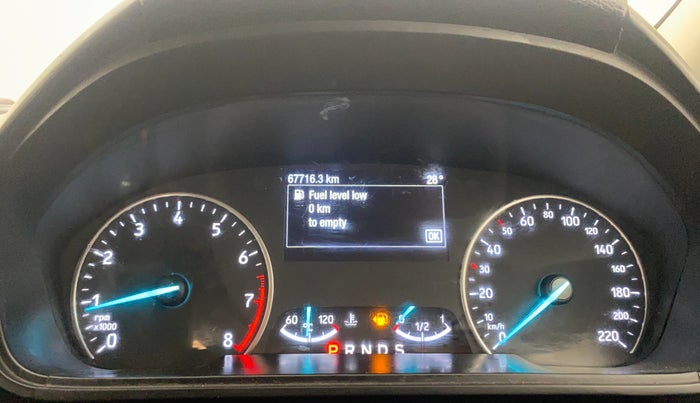 67716.3 km 28°
Fuel level low
0 km
to empty
OK
0 1 2 3 4 5 6 7 8
rpm
x1000
60 120
°C
0 1/2 1
P R N D S
0 10 20 30 40 50 60 80 100 120 140 160 180 200 220
km/h